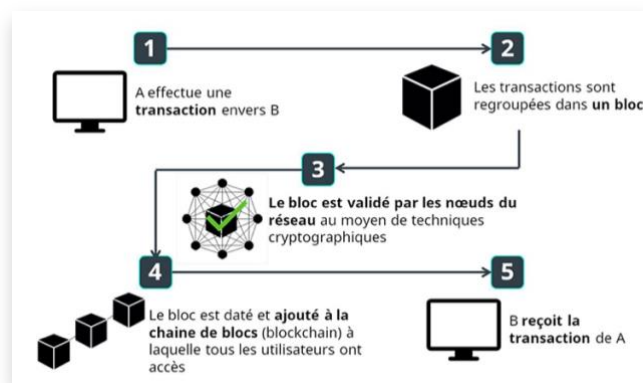 1
2
A effectue une
transaction envers B
Les transactions sont
regroupées dans un bloc
3
Le bloc est validé par les nœuds du
réseau au moyen de techniques
cryptographiques
4
5
Le bloc est daté et ajouté à la
chaine de blocs (blockchain) à
laquelle tous les utilisateurs ont
accès
B reçoit la
transaction de A